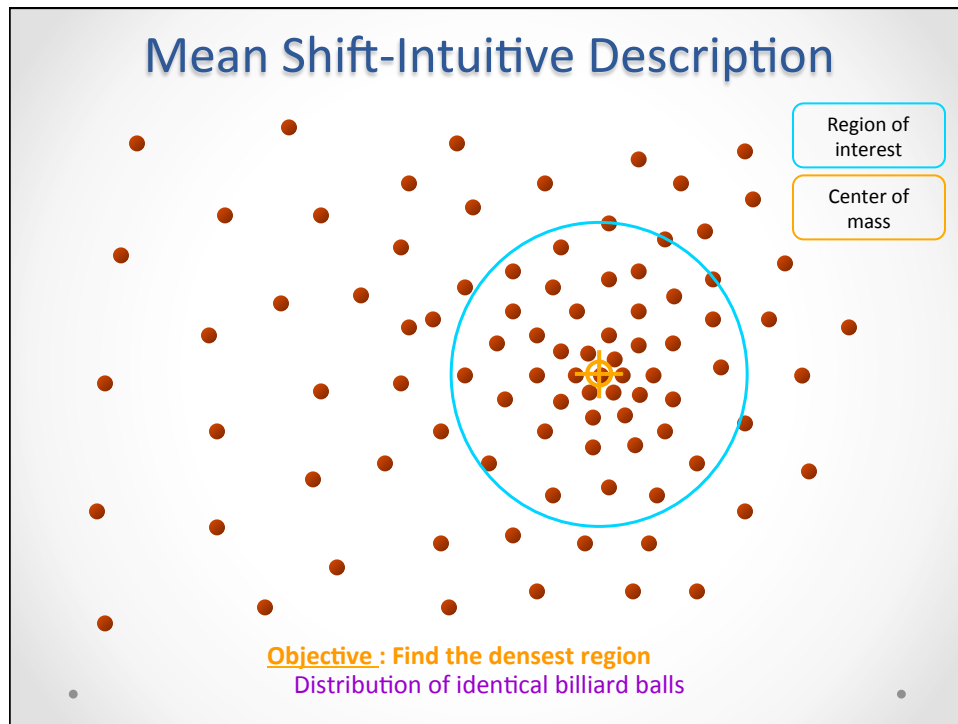 Mean Shift-Intuitive Description
Region of
interest
Center of
mass
Objective : Find the densest region
Distribution of identical billiard balls